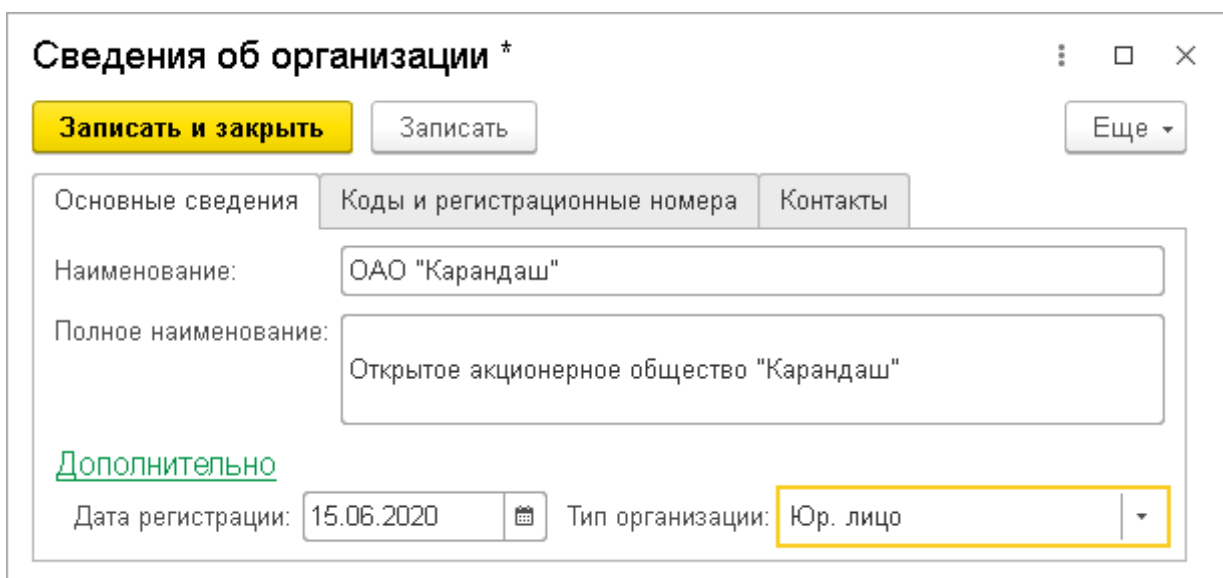 Сведения об организации *
Записать и закрыть Записать Еще
Основные сведения Коды и регистрационные номера Контакты
Наименование: ОАО "Карандаш"
Полное наименование: Открытое акционерное общество "Карандаш"
Дополнительно
Дата регистрации: 15.06.2020 Тип организации: Юр. лицо